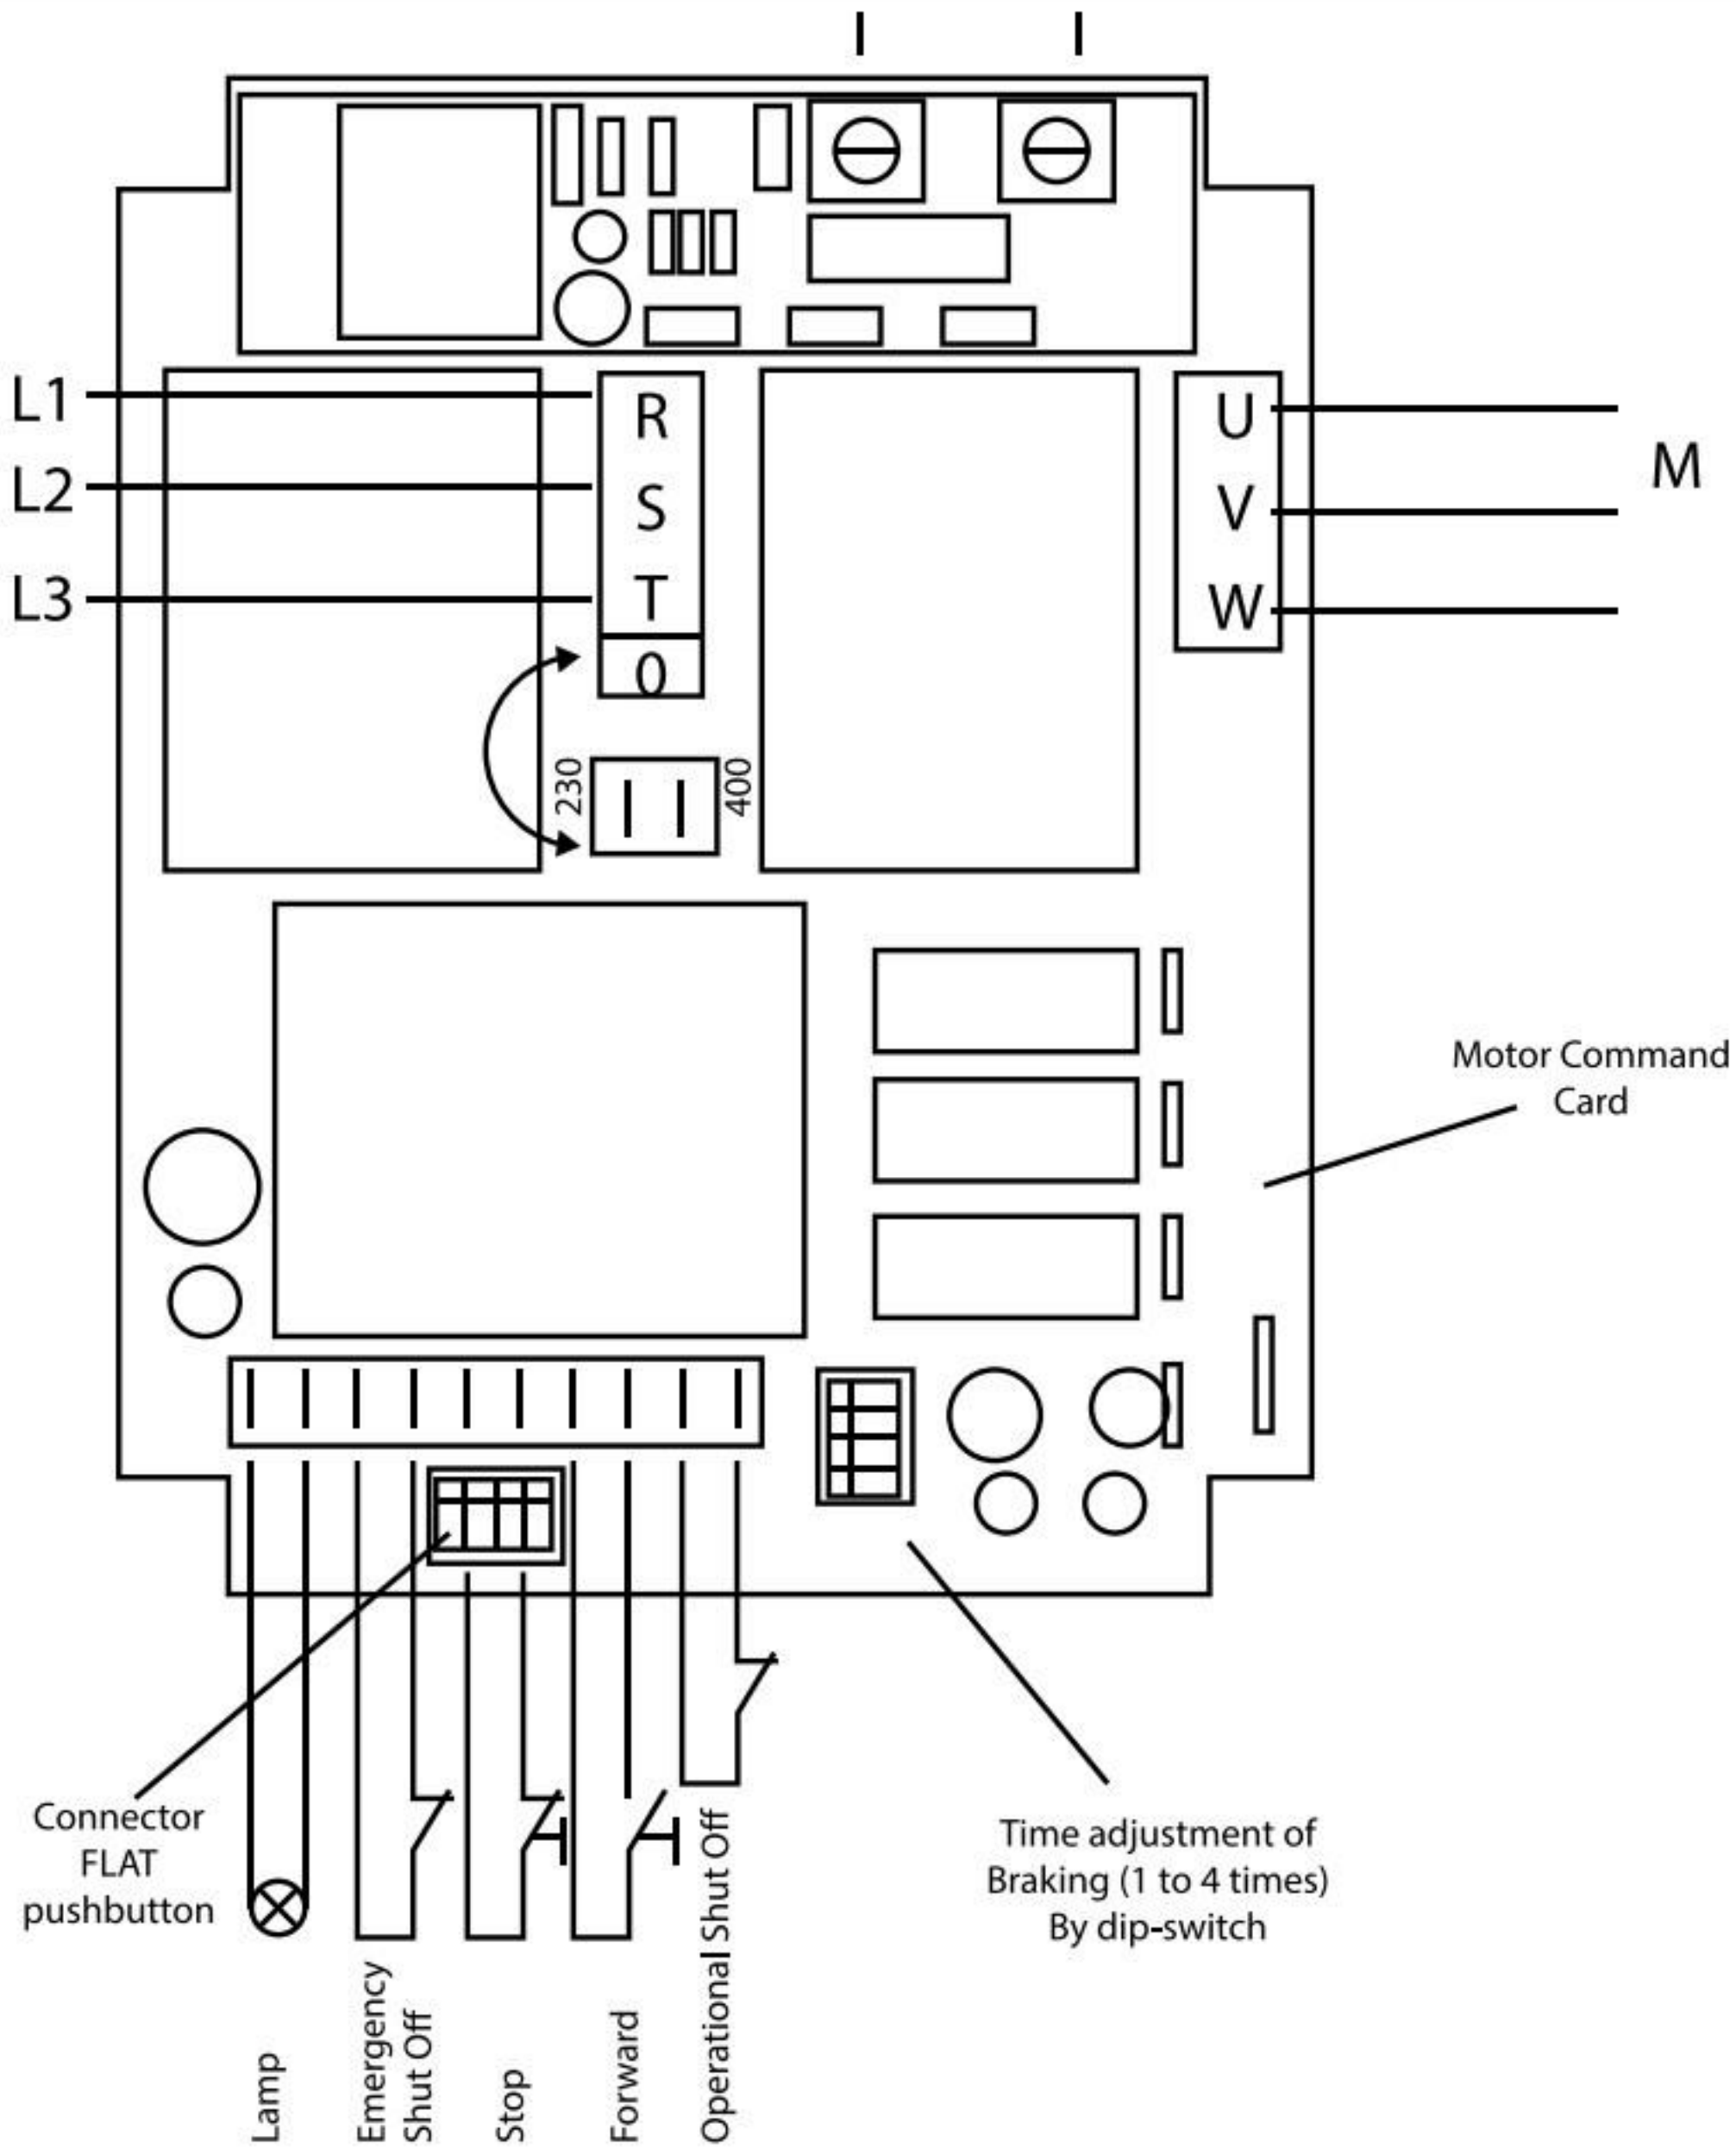 L1
R
U
M
L2
S
V
L3
T
W
0
230
400
Motor Command
Card
Connector
FLAT
pushbutton
Time adjustment of
Braking (1 to 4 times)
By dip-switch
Lamp
Emergency
Shut Off
Stop
Forward
Operational Shut Off